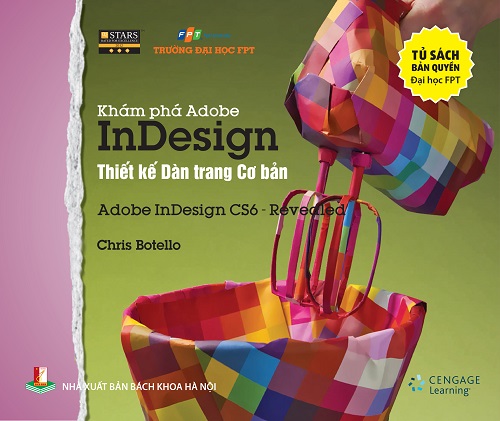 STARS
FPT
TRƯỜNG ĐẠI HỌC FPT
TỦ SÁCH
BẢN QUYỀN
Đại học FPT
Khám phá Adobe
InDesign
Thiết kế Dàn trang Cơ bản
Adobe InDesign CS6 - Revealed
Chris Botello
NHÀ XUẤT BẢN BÁCH KHOA HÀ NỘI
CENGAGE
Learning